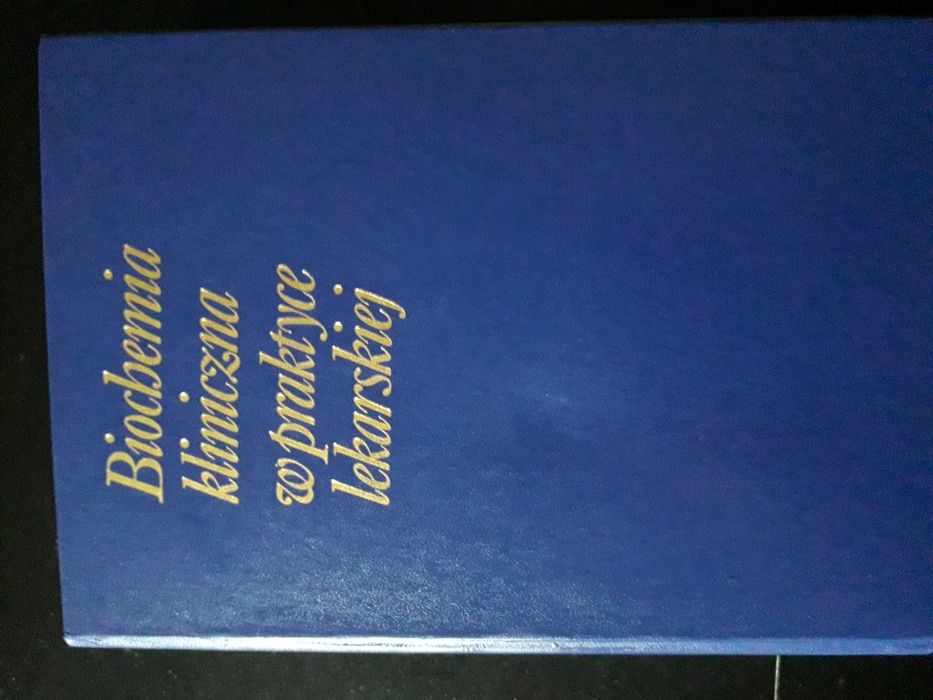 Biochemia
kliniczna
w praktyce
lekarskiej